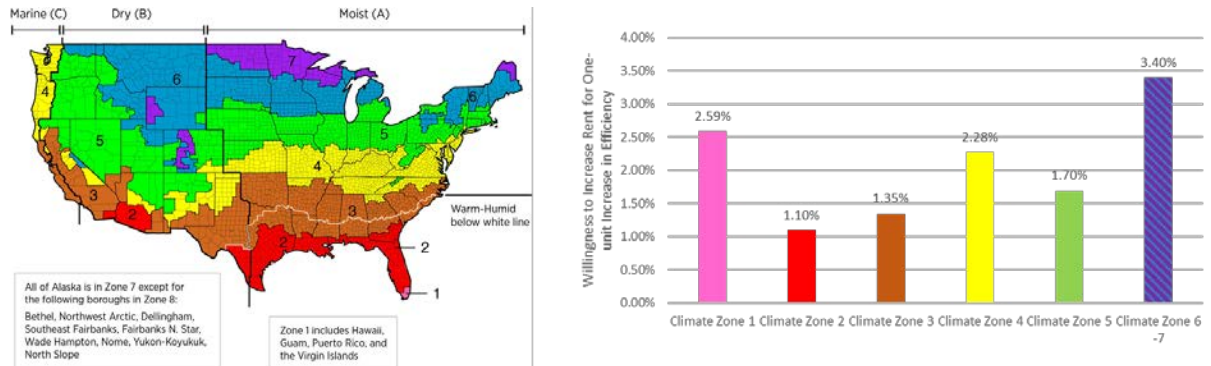 Marine (C)
Dry (B)
Moist (A)
7
6
6
4
5
5
4
2
3
3
2
2
Warm-Humid
below white line
2
1
All of Alaska is in Zone 7 except for
the following boroughs in Zone 8:
Bethel, Northwest Arctic, Dellingham,
Southeast Fairbanks, Fairbanks N. Star,
Wade Hampton, Nome, Yukon-Koyukuk,
North Slope
Zone 1 includes Hawaii,
Guam, Puerto Rico, and
the Virgin Islands
Willingness to Increase Rent for One-
unit Increase in Efficiency
4.00%
3.50%
3.00%
2.50%
2.00%
1.50%
1.00%
0.50%
0.00%
2.59%
1.10%
1.35%
2.28%
1.70%
3.40%
Climate Zone 1 Climate Zone 2 Climate Zone 3 Climate Zone 4 Climate Zone 5 Climate Zone 6
-7